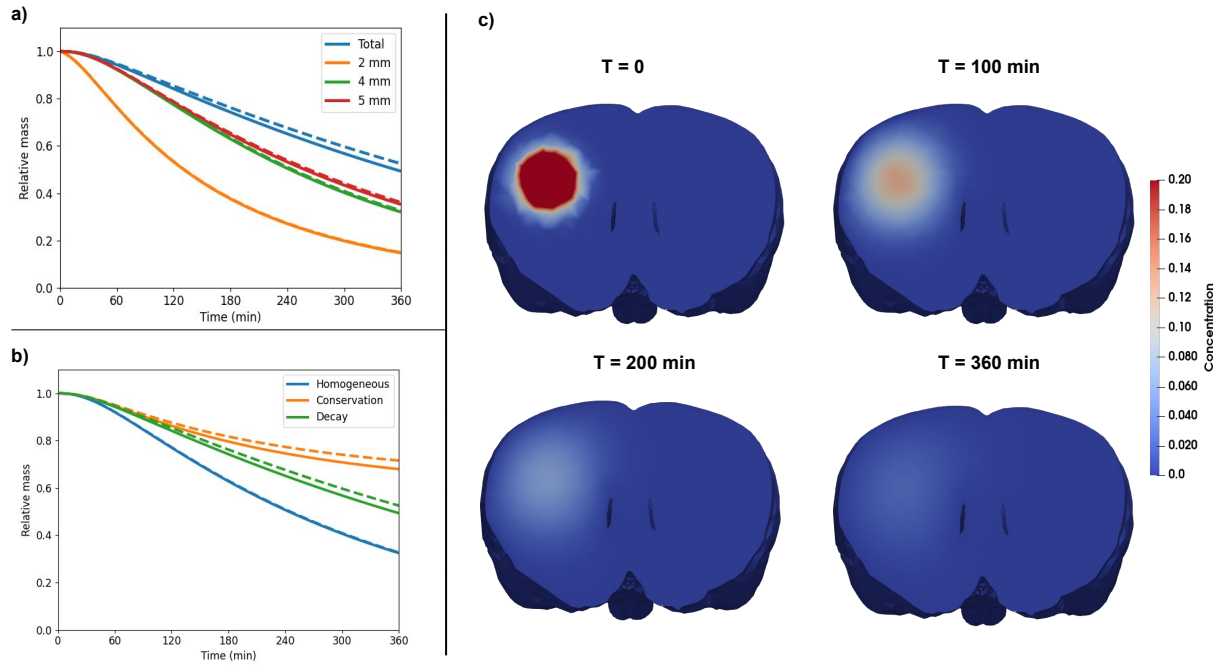 a)
1.0
0.8
0.6
0.4
0.2
0.0
Relative mass
0 60 120 180 240 300 360
Time (min)
Total
2 mm
4 mm
5 mm
b)
1.0
0.8
0.6
0.4
0.2
0.0
Relative mass
0 60 120 180 240 300 360
Time (min)
Homogeneous
Conservation
Decay
c)
T = 0
T = 100 min
T = 200 min
T = 360 min
0.20
0.18
0.16
0.14
0.12
0.10
0.080
0.060
0.040
0.020
0.0
Concentration